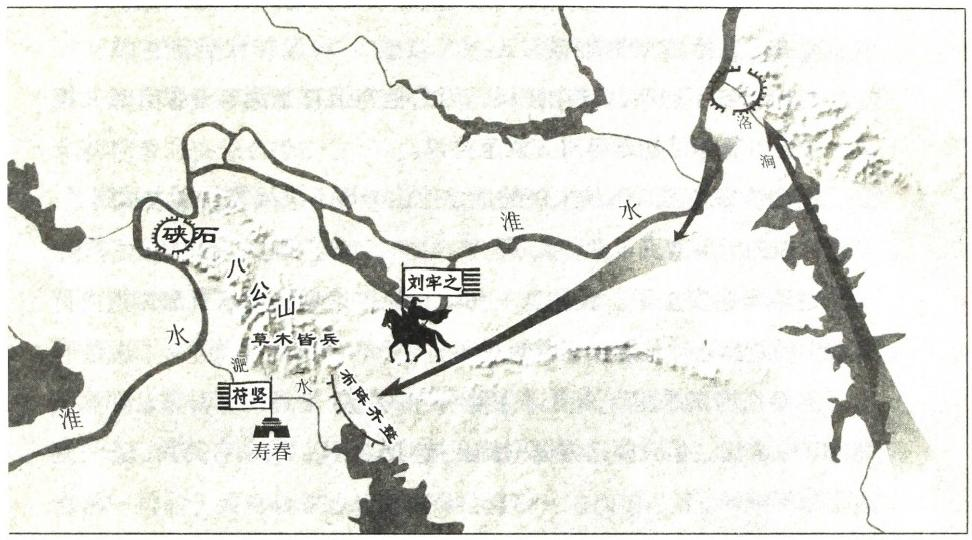 洛
涧
淮
水
硖石
八
公
山
刘牢之
草木皆兵
水
淝
水
符坚
布阵齐整
寿春
淮